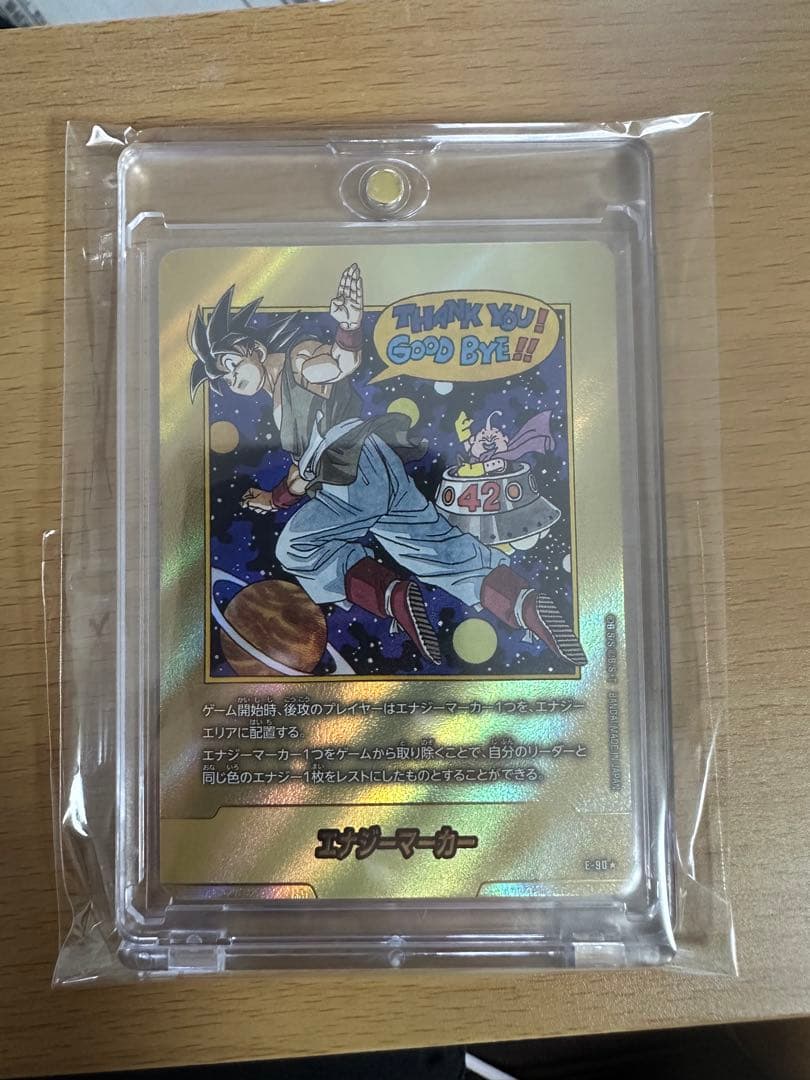 THANK YOU!
GOOD BYE!!
42
ゲーム開始時、後攻のプレイヤーはエナジーマーカー1つを、エナジー
エリアに配置する。
エナジーマーカー1つをゲームから取り除くことで、自分のリーダーと
同じ色のエナジー1枚をレストにしたものとすることができる。
エナジーマーカー
E-90★